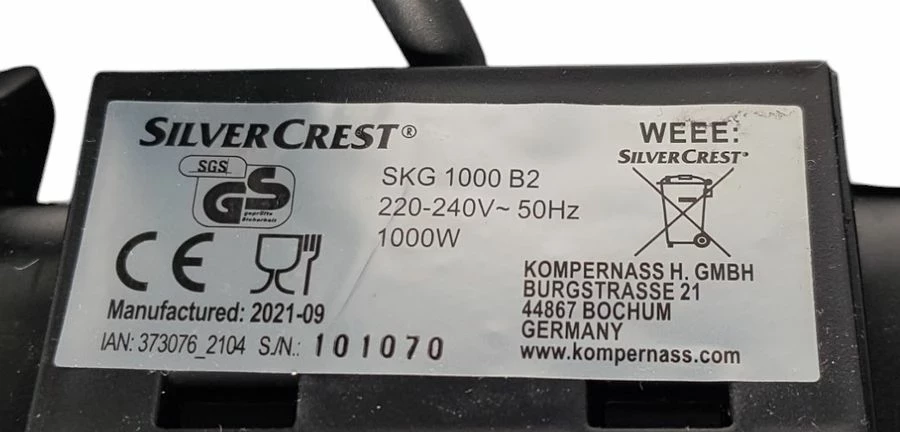 SILVERCREST®
SGS
GS
geprüfte
Sicherheit
CE
Manufactured: 2021-09
IAN: 373076_2104 S./N.: 101070
SKG 1000 B2
220-240V~ 50Hz
1000W
WEEE:
SILVERCREST®
KOMPERNASS H. GMBH
BURGSTRASSE 21
44867 BOCHUM
GERMANY
www.kompernass.com